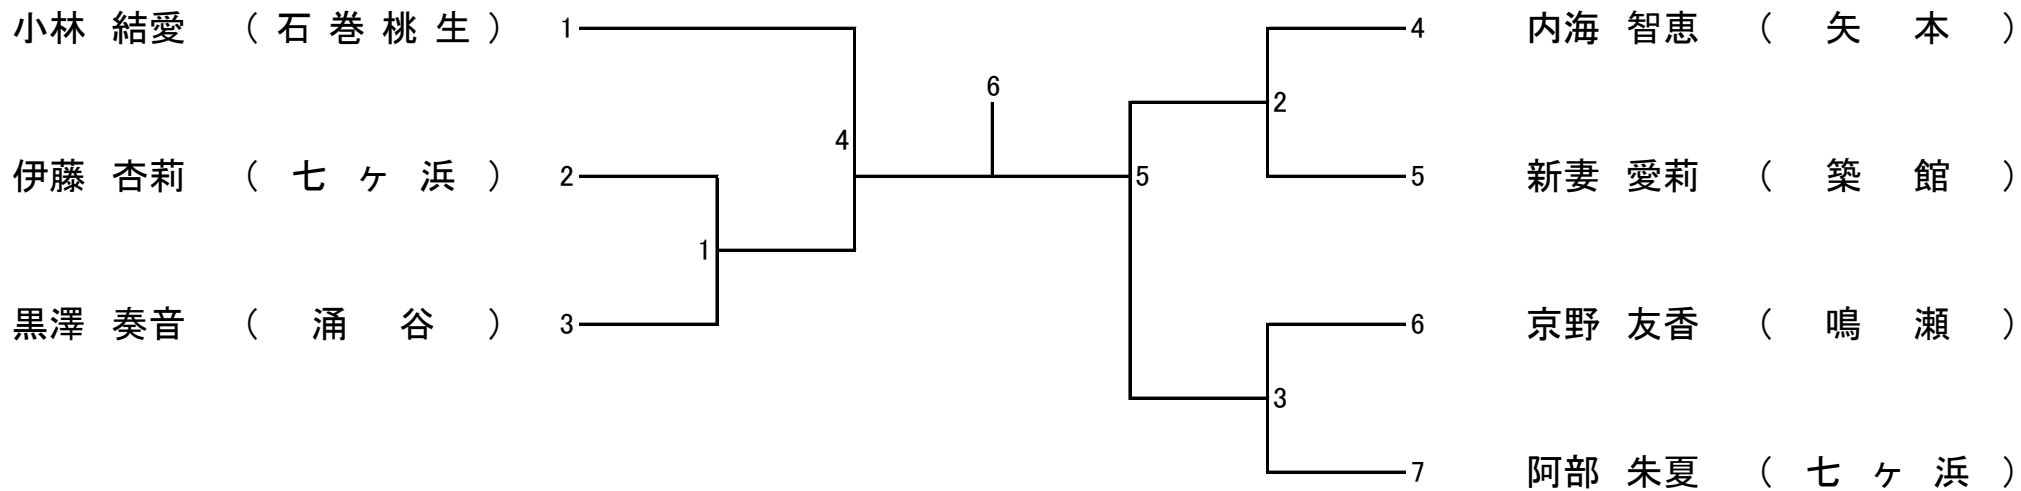 小林 結愛 ( 石巻桃生 ) 1
4 内海 智恵 ( 矢本 )
6
2
4
伊藤 杏莉 ( 七ヶ浜 ) 2
5
5 新妻 愛莉 ( 築館 )
1
黒澤 奏音 ( 涌谷 ) 3
6 京野 友香 ( 鳴瀬 )
3
7 阿部 朱夏 ( 七ヶ浜 )